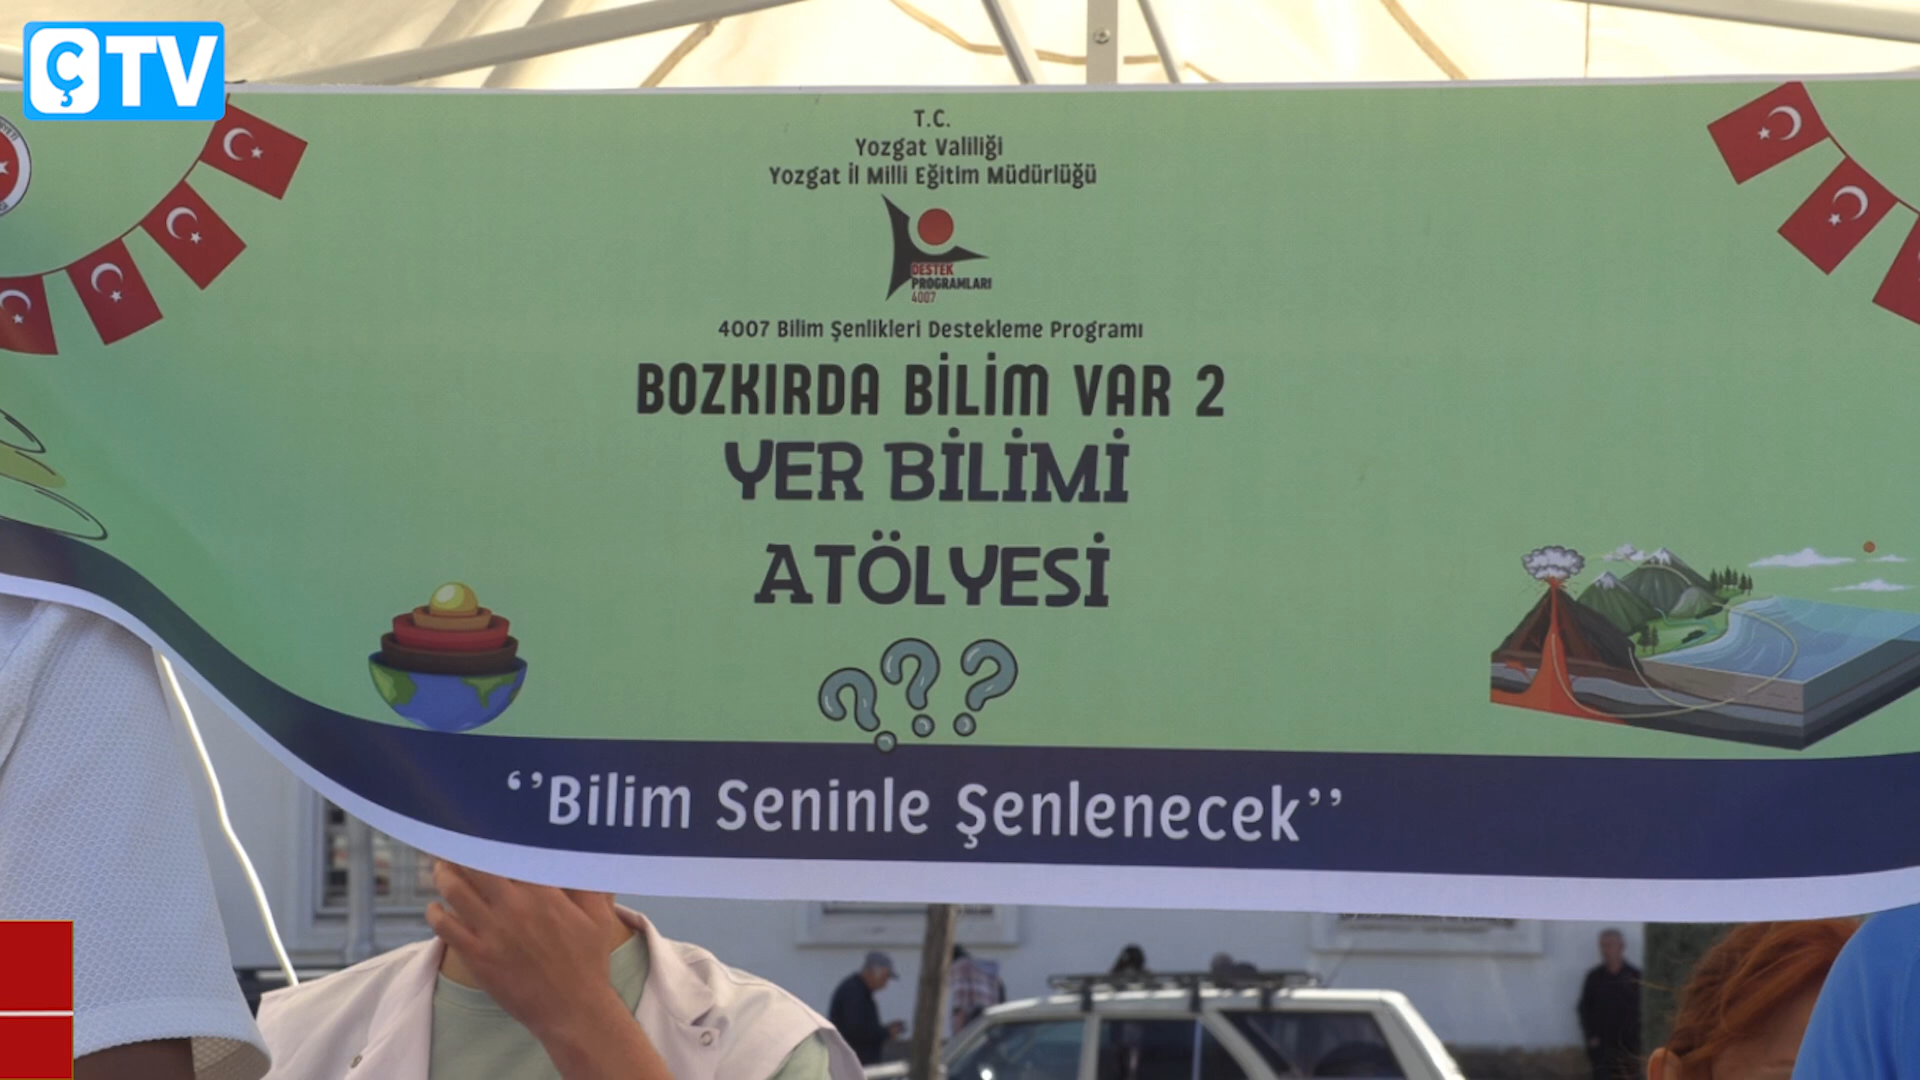 ÇTV
T.C.
Yozgat Valiliği
Yozgat İl Milli Eğitim Müdürlüğü
DESTEK
PROGRAMLARI
4007
4007 Bilim Şenlikleri Destekleme Programı
BOZKIRDA BİLİM VAR 2
YER BİLİMİ
ATÖLYESİ
???
‘’Bilim Seninle Şenlenecek’’